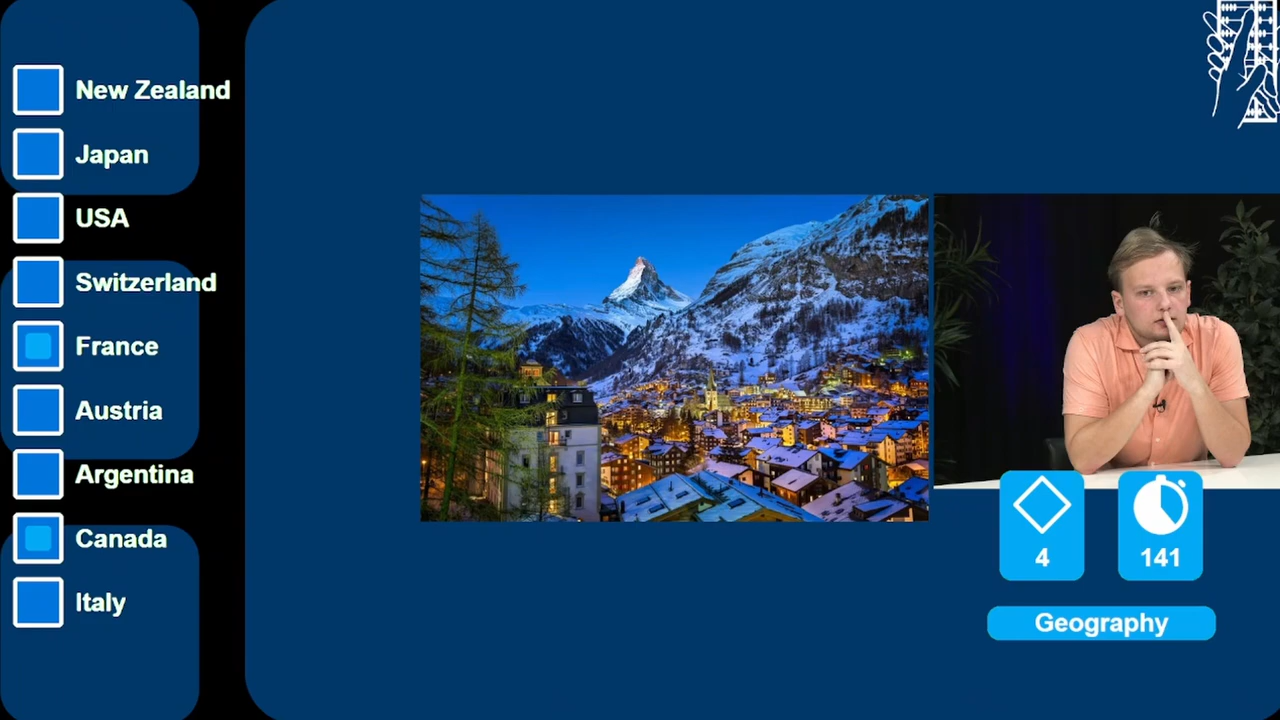 New Zealand
Japan
USA
Switzerland
France
Austria
Argentina
Canada
Italy
4
141
Geography